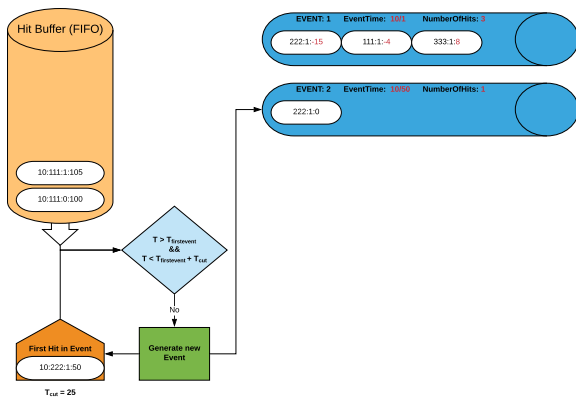 Hit Buffer (FIFO)
10:111:1:105
10:111:0:100
EVENT: 1 EventTime: 10/1 NumberOfHits: 3
222:1:-15 111:1:-4 333:1:8
EVENT: 2 EventTime: 10/50 NumberOfHits: 1
222:1:0
T > Tfirstevent
&&
T < Tfirstevent + Tcut
No
Generate new
Event
First Hit in Event
10:222:1:50
Tcut = 25